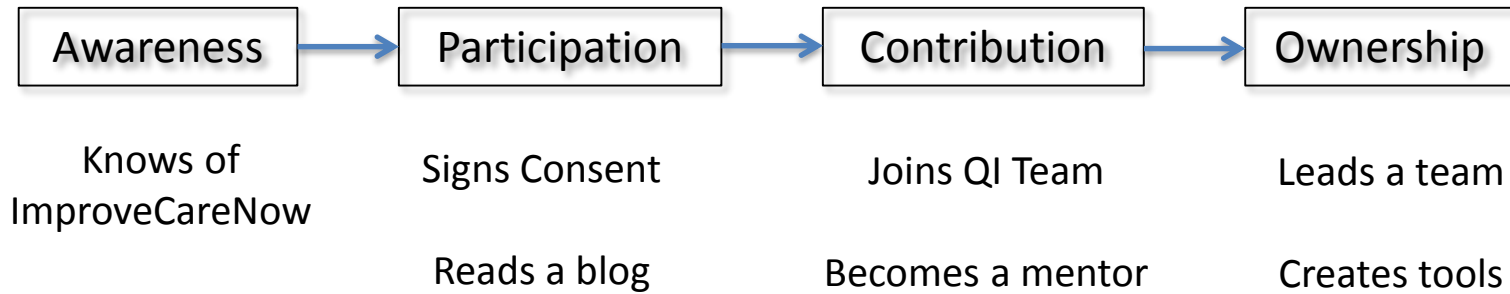 Awareness
Participation
Contribution
Ownership
Knows of
ImproveCareNow
Signs Consent
Joins QI Team
Leads a team
Reads a blog
Becomes a mentor
Creates tools